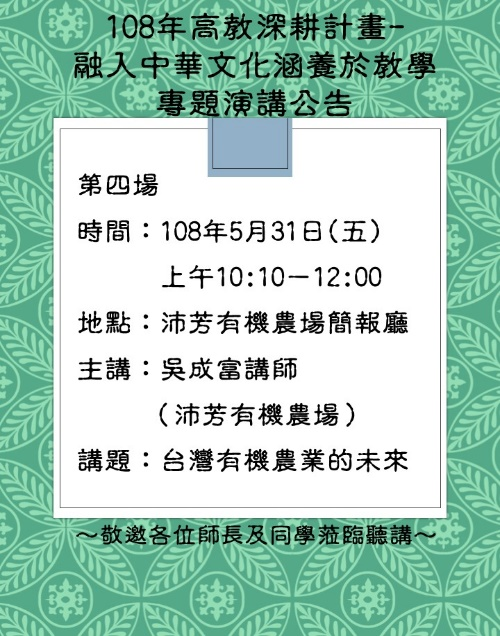 108年高教深耕計畫-
融入中華文化涵養於教學
專題演講公告
第四場
時間：108年5月31日(五)
上午10:10－12:00
地點：沛芳有機農場簡報廳
主講：吳成富講師
（沛芳有機農場）
講題：台灣有機農業的未來
～敬邀各位師長及同學蒞臨聽講～